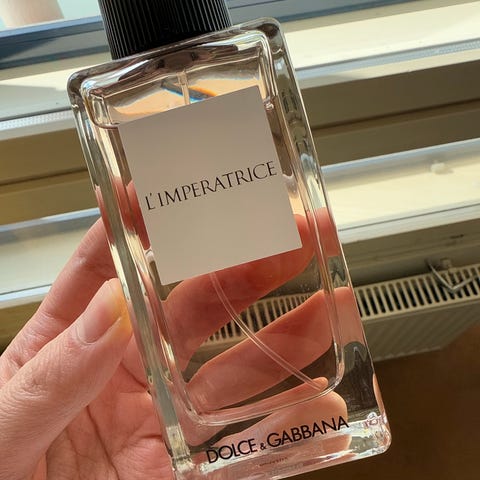 L'IMPERATRICE
DOLCE & GABBANA